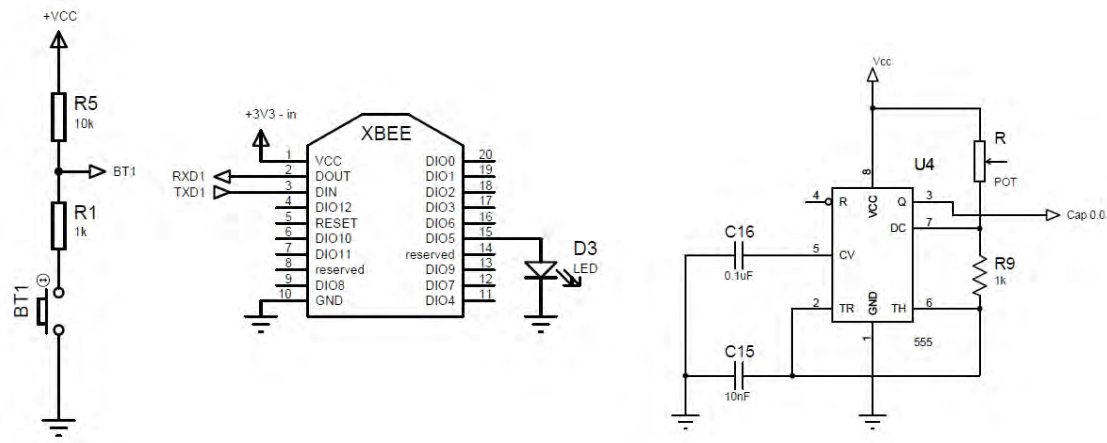 +VCC
R5
10k
BT1
R1
1k
BT1
+3V3 - in
XBEE
RXD1
TXD1
1 VCC DIO0 20
2 DOUT DIO1 19
3 DIN DIO2 18
4 DIO12 DIO3 17
5 RESET DIO6 16
6 DIO10 DIO5 15
7 DIO11 reserved 14
8 reserved DIO9 13
9 DIO8 DIO7 12
10 GND DIO4 11
D3
LED
Vcc
R
POT
U4
8
VCC
4 R Q 3
Cap 0.0
DC 7
C16
0.1uF
5 CV
R9
1k
2 TR GND TH 6
1
555
C15
10nF